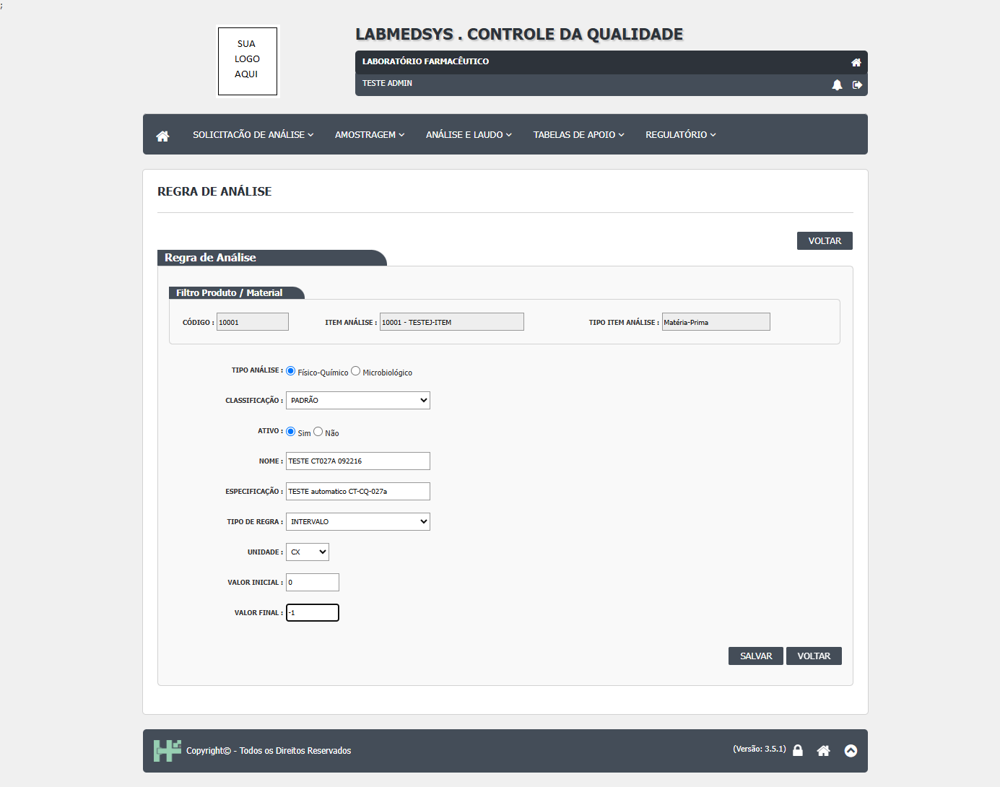 ;
SUA
LOGO
AQUI
LABMEDSYS . CONTROLE DA QUALIDADE
LABORATÓRIO FARMACÊUTICO
TESTE ADMIN
SOLICITACÃO DE ANÁLISE AMOSTRAGEM ANÁLISE E LAUDO TABELAS DE APOIO REGULATÓRIO
REGRA DE ANÁLISE
VOLTAR
Regra de Análise
Filtro Produto / Material
CÓDIGO : 10001 ITEM ANÁLISE : 10001 - TESTEJ-ITEM TIPO ITEM ANÁLISE : Matéria-Prima
TIPO ANÁLISE : Físico-Químico Microbiológico
CLASSIFICAÇÃO : PADRÃO
ATIVO : Sim Não
NOME : TESTE CT027A 092216
ESPECIFICAÇÃO : TESTE automatico CT-CQ-027a
TIPO DE REGRA : INTERVALO
UNIDADE : CX
VALOR INICIAL : 0
VALOR FINAL : -1
SALVAR VOLTAR
Copyright© - Todos os Direitos Reservados (Versão: 3.5.1)